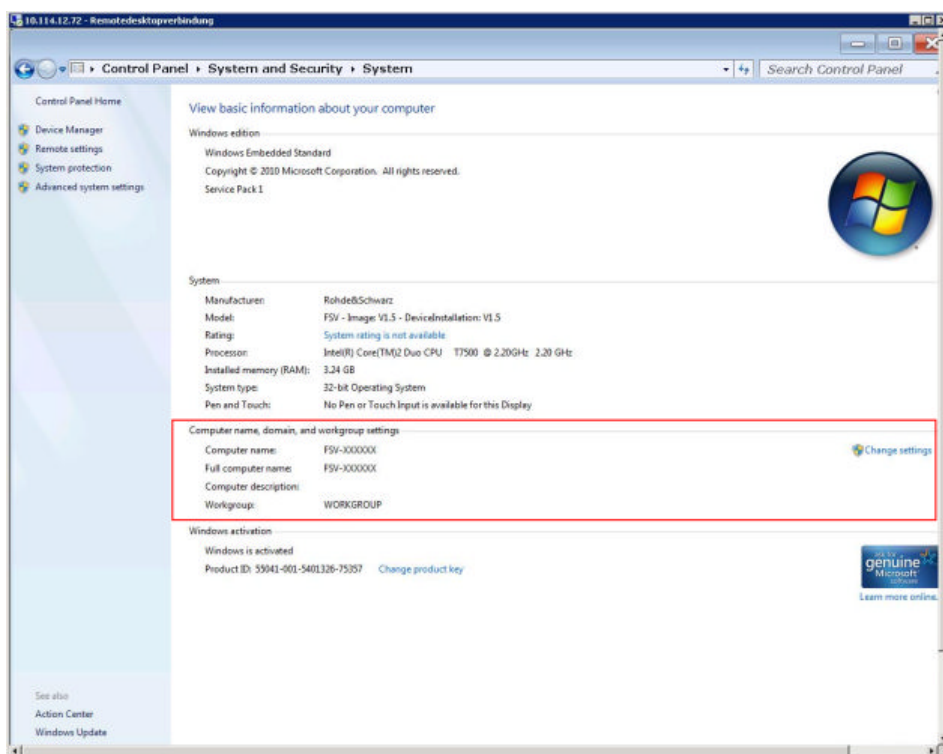 10.114.12.72 - Remotedesktopverbindung
Control Panel ▸ System and Security ▸ System
Search Control Panel
Control Panel Home
Device Manager
Remote settings
System protection
Advanced system settings
View basic information about your computer
Windows edition
Windows Embedded Standard
Copyright © 2010 Microsoft Corporation. All rights reserved.
Service Pack 1
System
Manufacturer: Rohde&Schwarz
Model: FSV - Image: V1.5 - DeviceInstallation: V1.5
Rating: System rating is not available
Processor: Intel(R) Core(TM)2 Duo CPU T7500 @ 2.20GHz 2.20 GHz
Installed memory (RAM): 3.24 GB
System type: 32-bit Operating System
Pen and Touch: No Pen or Touch Input is available for this Display
Computer name, domain, and workgroup settings
Computer name: FSV-XXXXXX
Change settings
Full computer name: FSV-XXXXXX
Computer description:
Workgroup: WORKGROUP
Windows activation
Windows is activated
Product ID: 55041-001-5401326-75357 Change product key
ask for
genuine
Microsoft
software
Learn more online.
See also
Action Center
Windows Update